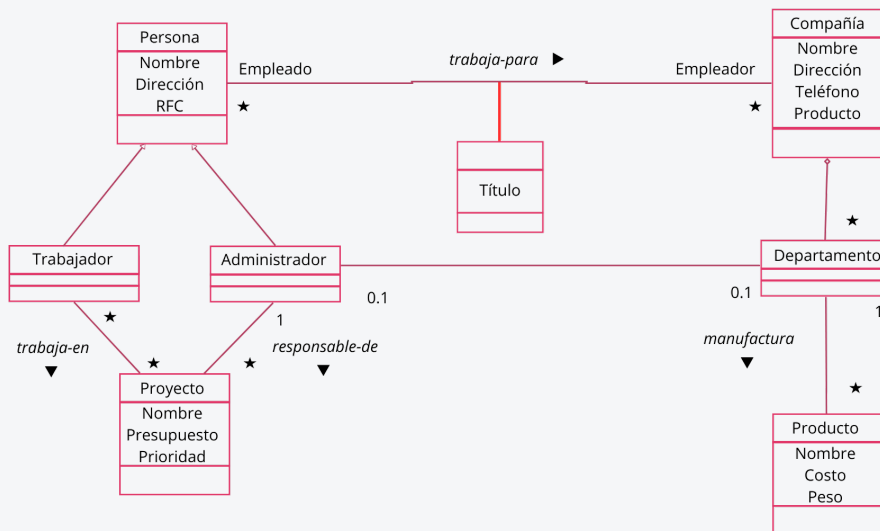 Persona
Nombre
Dirección
RFC
Empleado
★
trabaja-para ▶
Empleador
★
Compañía
Nombre
Dirección
Teléfono
Producto
Título
Trabajador
Administrador
Departamento
★
0.1
0.1
1
★
1
trabaja-en
▼
★
★
responsable-de
▼
manufactura
▼
★
Proyecto
Nombre
Presupuesto
Prioridad
Producto
Nombre
Costo
Peso